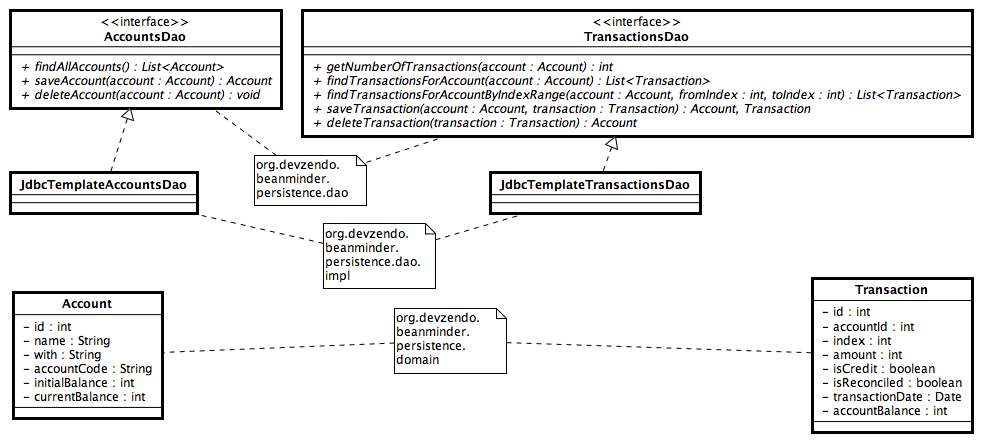 <<interface>>
AccountsDao
+ findAllAccounts() : List<Account>
+ saveAccount(account : Account) : Account
+ deleteAccount(account : Account) : void
<<interface>>
TransactionsDao
+ getNumberOfTransactions(account : Account) : int
+ findTransactionsForAccount(account : Account) : List<Transaction>
+ findTransactionsForAccountByIndexRange(account : Account, fromIndex : int, toIndex : int) : List<Transaction>
+ saveTransaction(account : Account, transaction : Transaction) : Account, Transaction
+ deleteTransaction(transaction : Transaction) : Account
org.devzendo.
beanminder.
persistence.dao
JdbcTemplateAccountsDao
JdbcTemplateTransactionsDao
org.devzendo.
beanminder.
persistence.dao.
impl
Account
- id : int
- name : String
- with : String
- accountCode : String
- initialBalance : int
- currentBalance : int
org.devzendo.
beanminder.
persistence.
domain
Transaction
- id : int
- accountId : int
- index : int
- amount : int
- isCredit : boolean
- isReconciled : boolean
- transactionDate : Date
- accountBalance : int